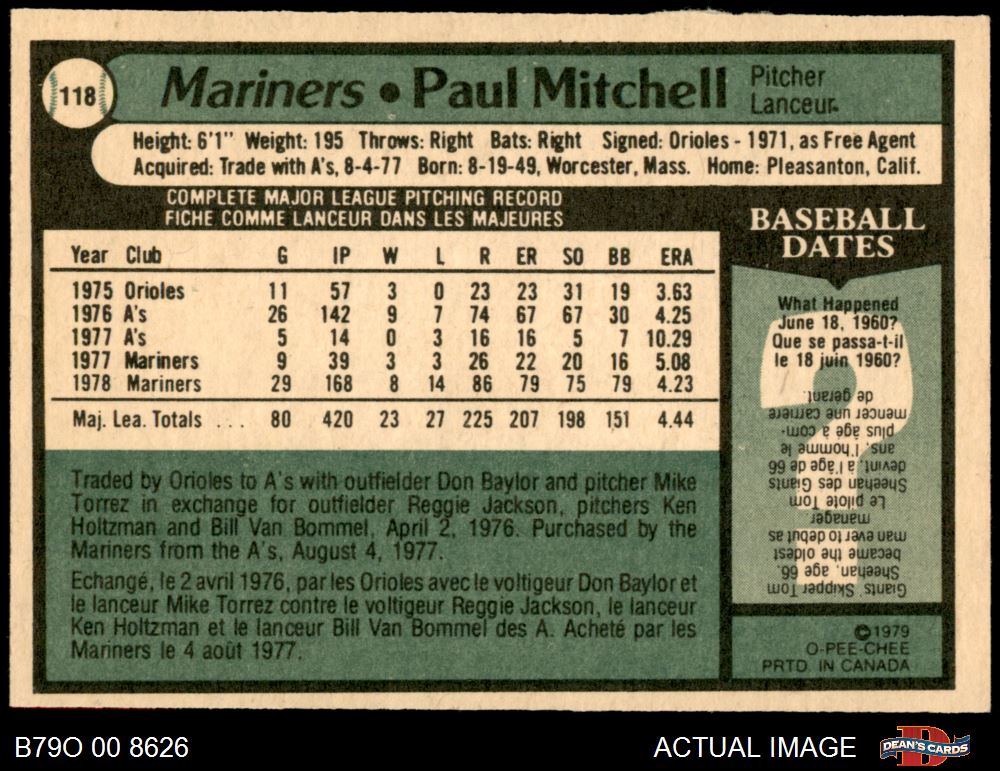 118
Mariners • Paul Mitchell
Pitcher
Lanceur
Height: 6'1" Weight: 195 Throws: Right Bats: Right Signed: Orioles - 1971, as Free Agent
Acquired: Trade with A's, 8-4-77 Born: 8-19-49, Worcester, Mass. Home: Pleasanton, Calif.
COMPLETE MAJOR LEAGUE PITCHING RECORD
FICHE COMME LANCEUR DANS LES MAJEURES
Year Club G IP W L R ER SO BB ERA
1975 Orioles 11 57 3 0 23 23 31 19 3.63
1976 A's 26 142 9 7 74 67 67 30 4.25
1977 A's 5 14 0 3 16 16 5 7 10.29
1977 Mariners 9 39 3 3 26 22 20 16 5.08
1978 Mariners 29 168 8 14 86 79 75 79 4.23
Maj. Lea. Totals ... 80 420 23 27 225 207 198 151 4.44
Traded by Orioles to A's with outfielder Don Baylor and pitcher Mike
Torrez in exchange for outfielder Reggie Jackson, pitchers Ken
Holtzman and Bill Van Bommel, April 2, 1976. Purchased by the
Mariners from the A's, August 4, 1977.
Echangé, le 2 avril 1976, par les Orioles avec le voltigeur Don Baylor et
le lanceur Mike Torrez contre le voltigeur Reggie Jackson, le lanceur
Ken Holtzman et le lanceur Bill Van Bommel des A. Acheté par les
Mariners le 4 août 1977.
BASEBALL
DATES
What Happened
June 18, 1960?
Que se passa-t-il
le 18 juin 1960?
Giants Skipper Tom
Sheehan, age 66,
became the oldest
man ever to debut as
manager
Le pilote Tom
Sheehan des Giants
devint, à l'âge de 66
ans, l'homme le
plus âgé à com-
mencer une carrière
de gérant.
©1979
O-PEE-CHEE
PRTD. IN CANADA
B79O 00 8626
ACTUAL IMAGE
DEAN'S CARDS